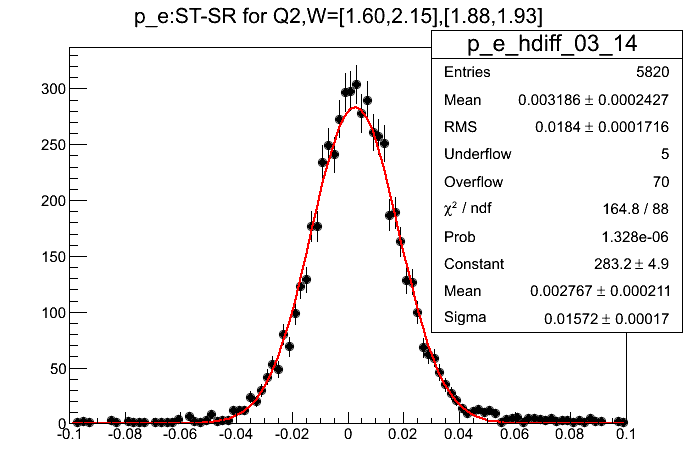 p_e:ST-SR for Q2,W=[1.60,2.15],[1.88,1.93]
p_e_hdiff_03_14
Entries 5820
Mean 0.003186 ± 0.0002427
RMS 0.0184 ± 0.0001716
Underflow 5
Overflow 70
χ² / ndf 164.8 / 88
Prob 1.328e-06
Constant 283.2 ± 4.9
Mean 0.002767 ± 0.000211
Sigma 0.01572 ± 0.00017
300
250
200
150
100
50
0
-0.1 -0.08 -0.06 -0.04 -0.02 0 0.02 0.04 0.06 0.08 0.1